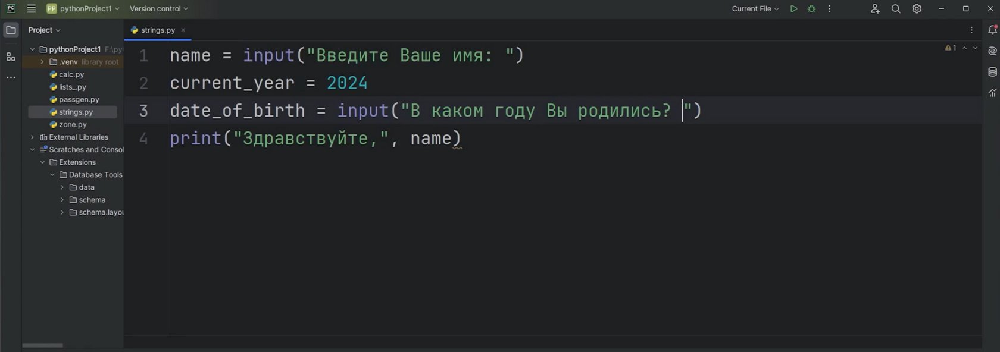 PC
PP pythonProject1 Version control Current File
Project strings.py
pythonProject1 F:\py
.venv library root
calc.py
lists_.py
passgen.py
strings.py
zone.py
External Libraries
Scratches and Consol
Extensions
Database Tools
data
schema
schema.layou
1 name = input("Введите Ваше имя: ")
2 current_year = 2024
3 date_of_birth = input("В каком году Вы родились? ")
4 print("Здравствуйте,", name)
1